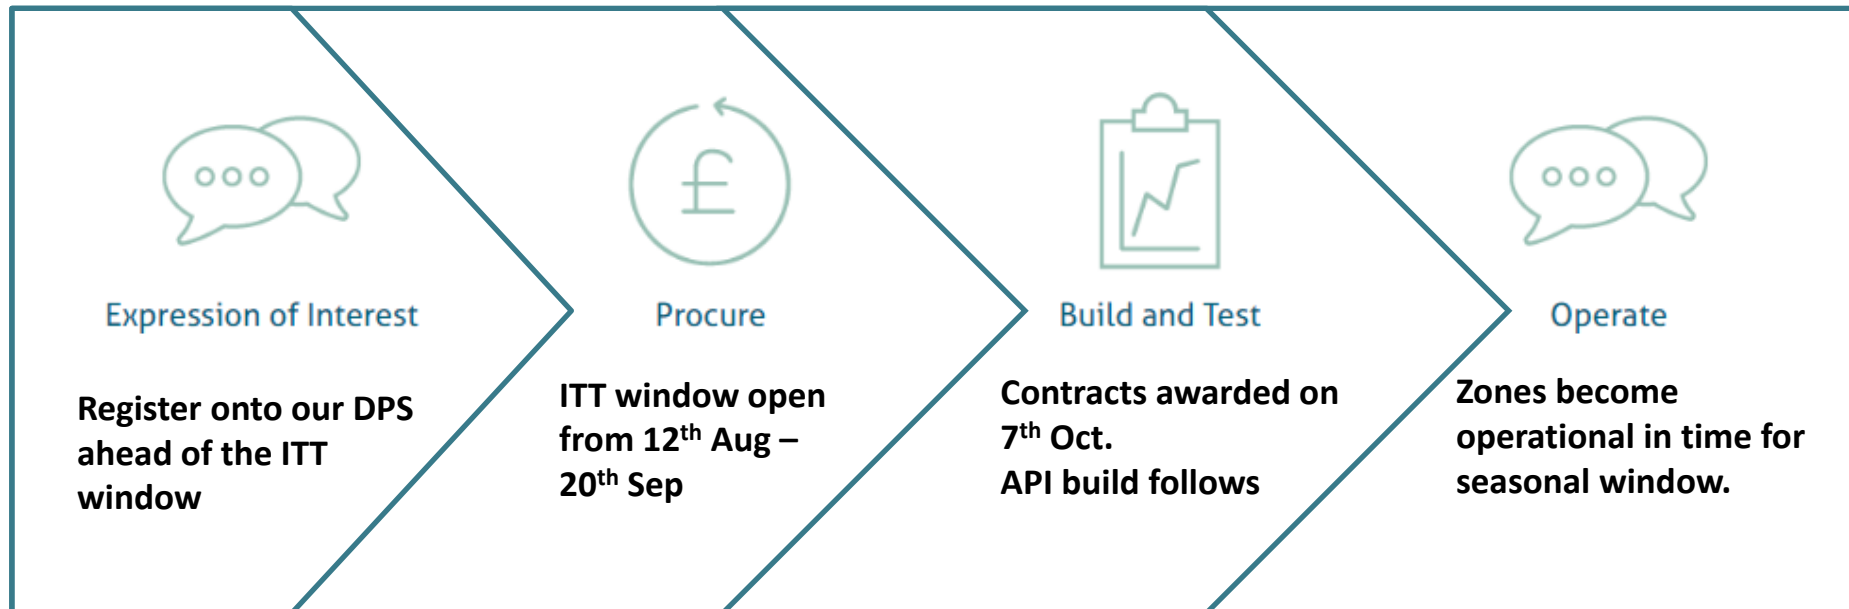 Expression of Interest
Register onto our DPS
ahead of the ITT
window
£
Procure
ITT window open
from 12th Aug –
20th Sep
Build and Test
Contracts awarded on
7th Oct.
API build follows
Operate
Zones become
operational in time for
seasonal window.